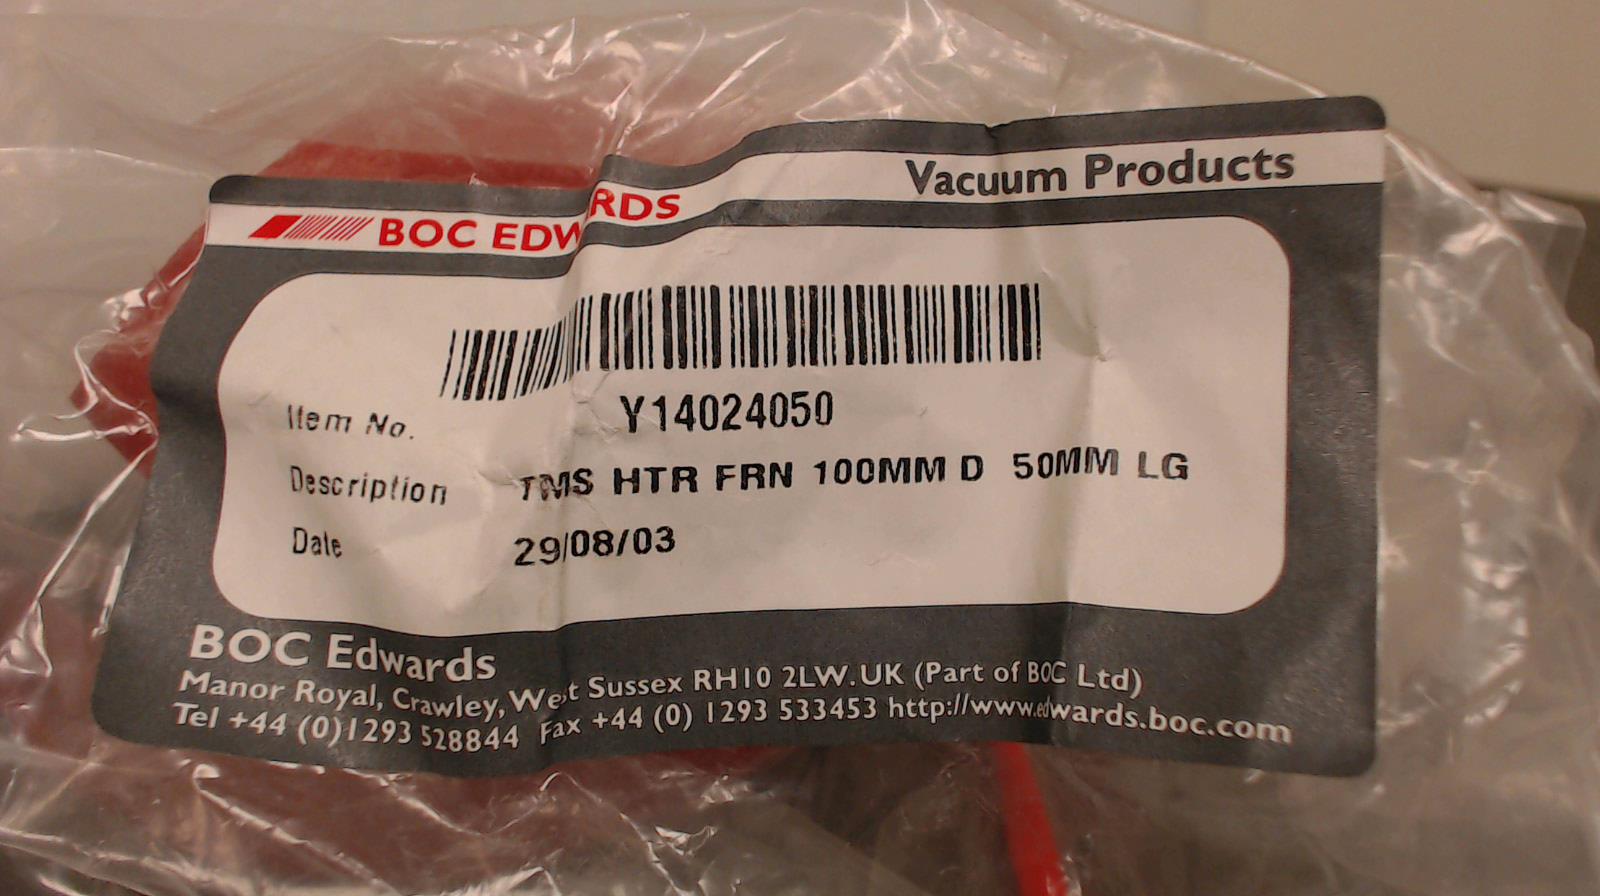 BOC EDWARDS
Vacuum Products
Item No. Y14024050
Description TMS HTR FRN 100MM D 50MM LG
Date 29/08/03
BOC Edwards
Manor Royal, Crawley, West Sussex RH10 2LW.UK (Part of BOC Ltd)
Tel +44 (0)1293 528844 Fax +44 (0) 1293 533453 http://www.edwards.boc.com